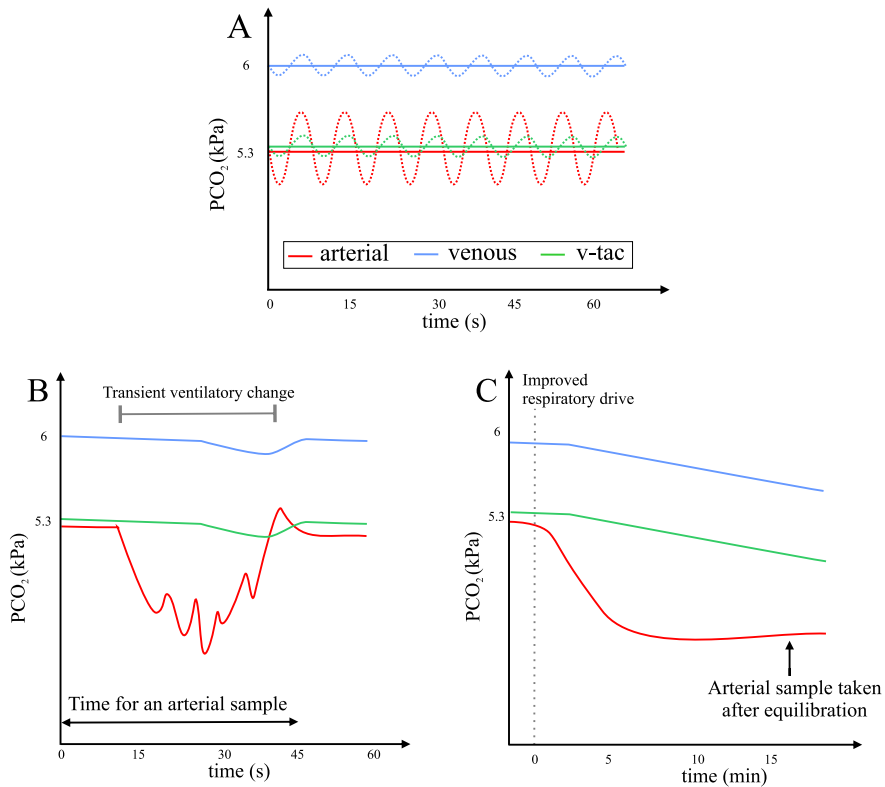 A
6
5.3
PCO₂ (kPa)
arterial venous v-tac
0 15 30 45 60
time (s)
B
Transient ventilatory change
6
5.3
PCO₂ (kPa)
Time for an arterial sample
0 15 30 45 60
time (s)
C
Improved
respiratory drive
6
5.3
PCO₂ (kPa)
Arterial sample taken
after equilibration
0 5 10 15
time (min)